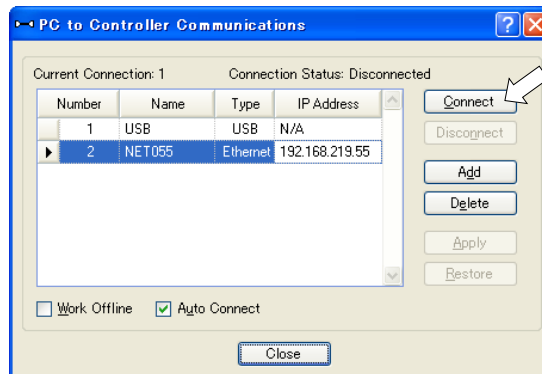 PC to Controller Communications
Current Connection: 1 Connection Status: Disconnected
Number Name Type IP Address
1 USB USB N/A
2 NET055 Ethernet 192.168.219.55
Connect
Disconnect
Add
Delete
Apply
Restore
Work Offline Auto Connect
Close